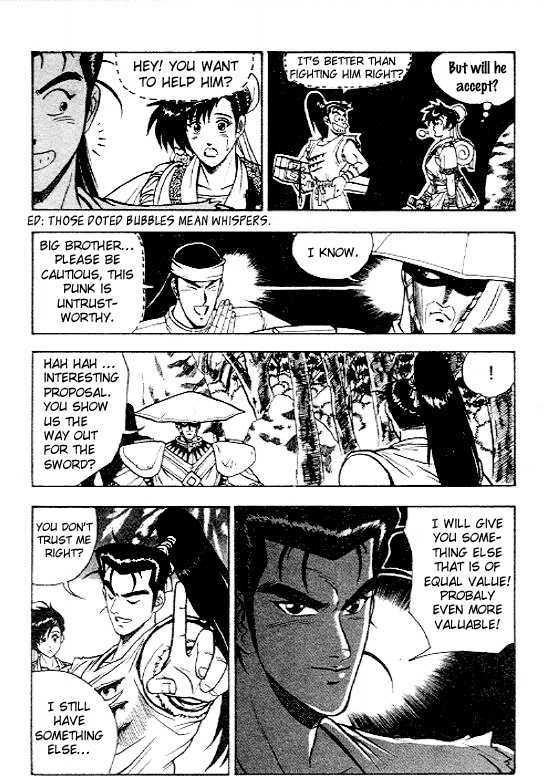 HEY! YOU WANT
TO HELP HIM?
IT'S BETTER THAN
FIGHTING HIM RIGHT?
But will he
accept?
ED: THOSE DOTED BUBBLES MEAN WHISPERS.
BIG BROTHER...
PLEASE BE
CAUTIOUS, THIS
PUNK IS
UNTRUST-
WORTHY.
I KNOW.
HAH HAH ...
INTERESTING
PROPOSAL.
YOU SHOW
US THE
WAY OUT
FOR THE
SWORD?
!
YOU DON'T
TRUST ME
RIGHT?
I STILL
HAVE
SOMETHING
ELSE...
I WILL GIVE
YOU SOME-
THING ELSE
THAT IS OF
EQUAL VALUE!
PROBALY
EVEN MORE
VALUABLE!